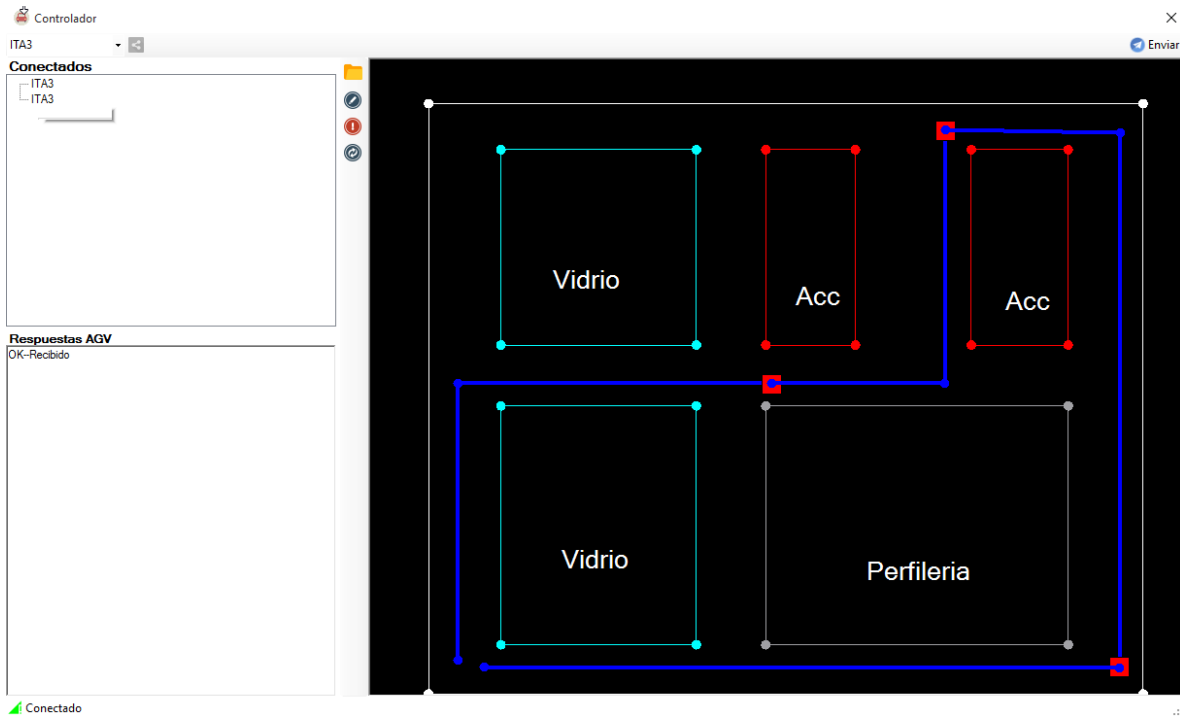 Controlador
ITA3
Enviar
Conectados
ITA3
ITA3
Respuestas AGV
OK--Recibido
Vidrio
Acc
Acc
Vidrio
Perfileria
Conectado